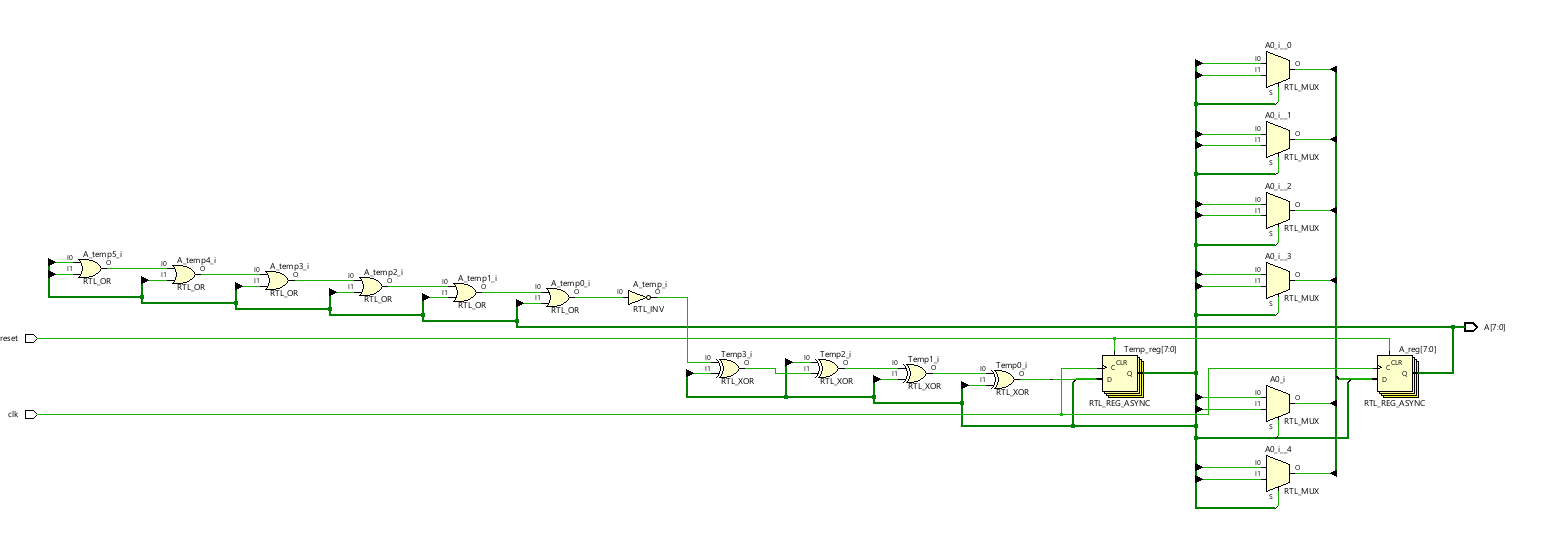 A0_i__0
I0
I1
O
S
RTL_MUX
A0_i__1
I0
I1
O
S
RTL_MUX
A0_i__2
I0
I1
O
S
RTL_MUX
A0_i__3
I0
I1
O
S
RTL_MUX
A_temp5_i
I0
I1
O
RTL_OR
A_temp4_i
I0
I1
O
RTL_OR
A_temp3_i
I0
I1
O
RTL_OR
A_temp2_i
I0
I1
O
RTL_OR
A_temp1_i
I0
I1
O
RTL_OR
A_temp0_i
I0
I1
O
RTL_OR
A_temp_i
I0
O
RTL_INV
A[7:0]
reset
Temp3_i
I0
I1
O
RTL_XOR
Temp2_i
I0
I1
O
RTL_XOR
Temp1_i
I0
I1
O
RTL_XOR
Temp0_i
I0
I1
O
RTL_XOR
Temp_reg[7:0]
CLR
C
D
Q
RTL_REG_ASYNC
A_reg[7:0]
CLR
C
D
Q
RTL_REG_ASYNC
A0_i
I0
I1
O
S
RTL_MUX
clk
A0_i__4
I0
I1
O
S
RTL_MUX